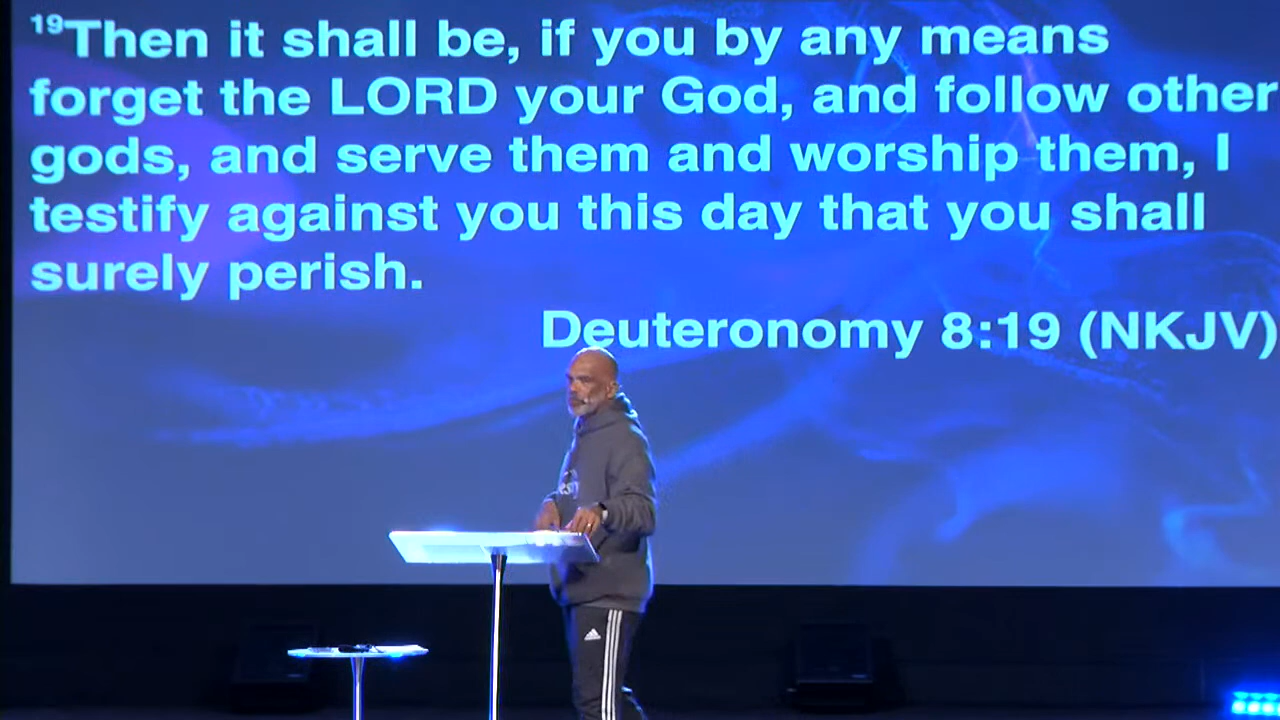 ¹⁹Then it shall be, if you by any means
forget the LORD your God, and follow other
gods, and serve them and worship them, I
testify against you this day that you shall
surely perish.
Deuteronomy 8:19 (NKJV)